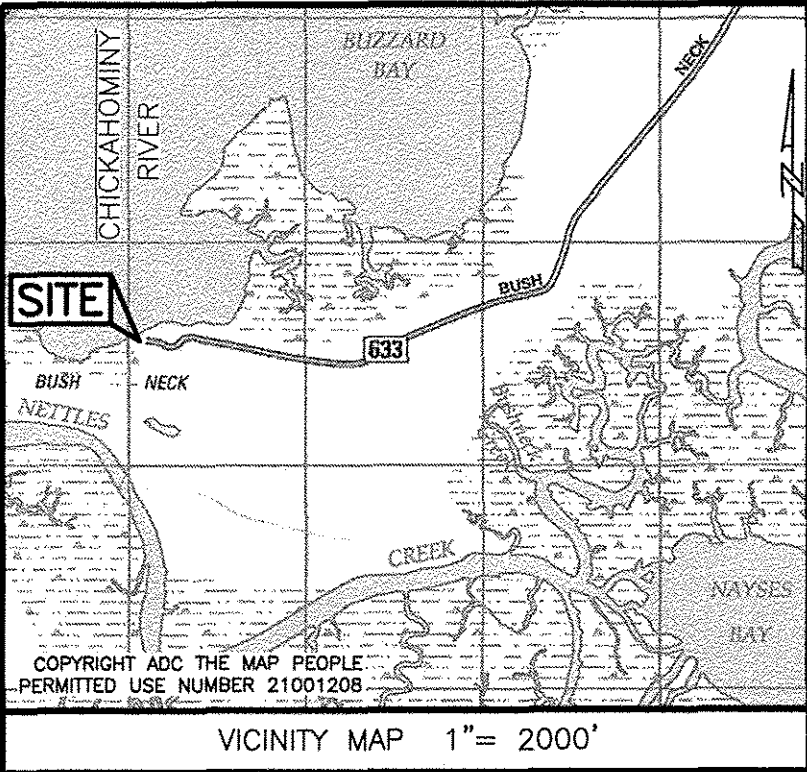 CHICKAHOMINY
RIVER
BUZZARD
BAY
NECK
N
SITE
BUSH
633
BUSH NECK
NETTLES
CREEK
NAYSES
BAY
COPYRIGHT ADC THE MAP PEOPLE
PERMITTED USE NUMBER 21001208
VICINITY MAP 1"= 2000'